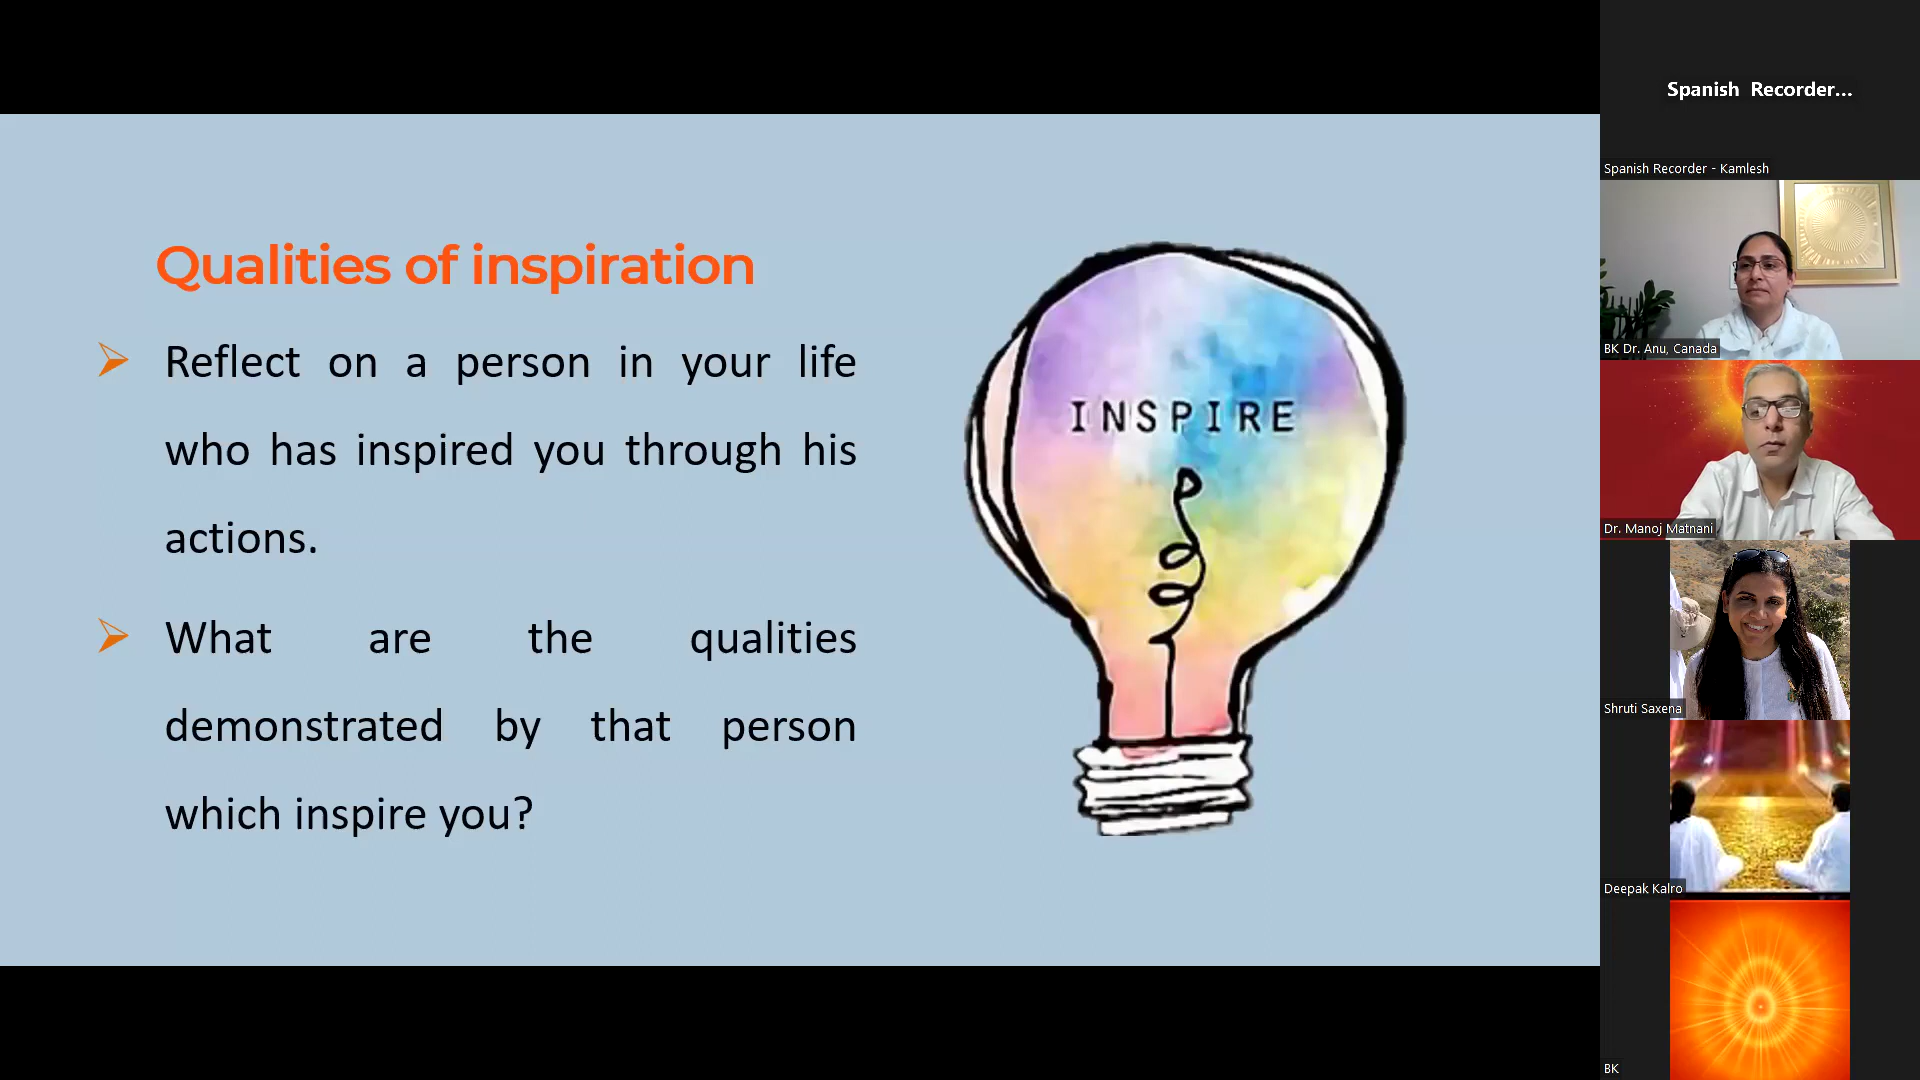 Qualities of inspiration
➢ Reflect on a person in your life
who has inspired you through his
actions.
➢ What are the qualities
demonstrated by that person
which inspire you?
INSPIRE
Spanish Recorder...
Spanish Recorder - Kamlesh
BK Dr. Anu, Canada
Dr. Manoj Matnani
Shruti Saxena
Deepak Kalro
BK